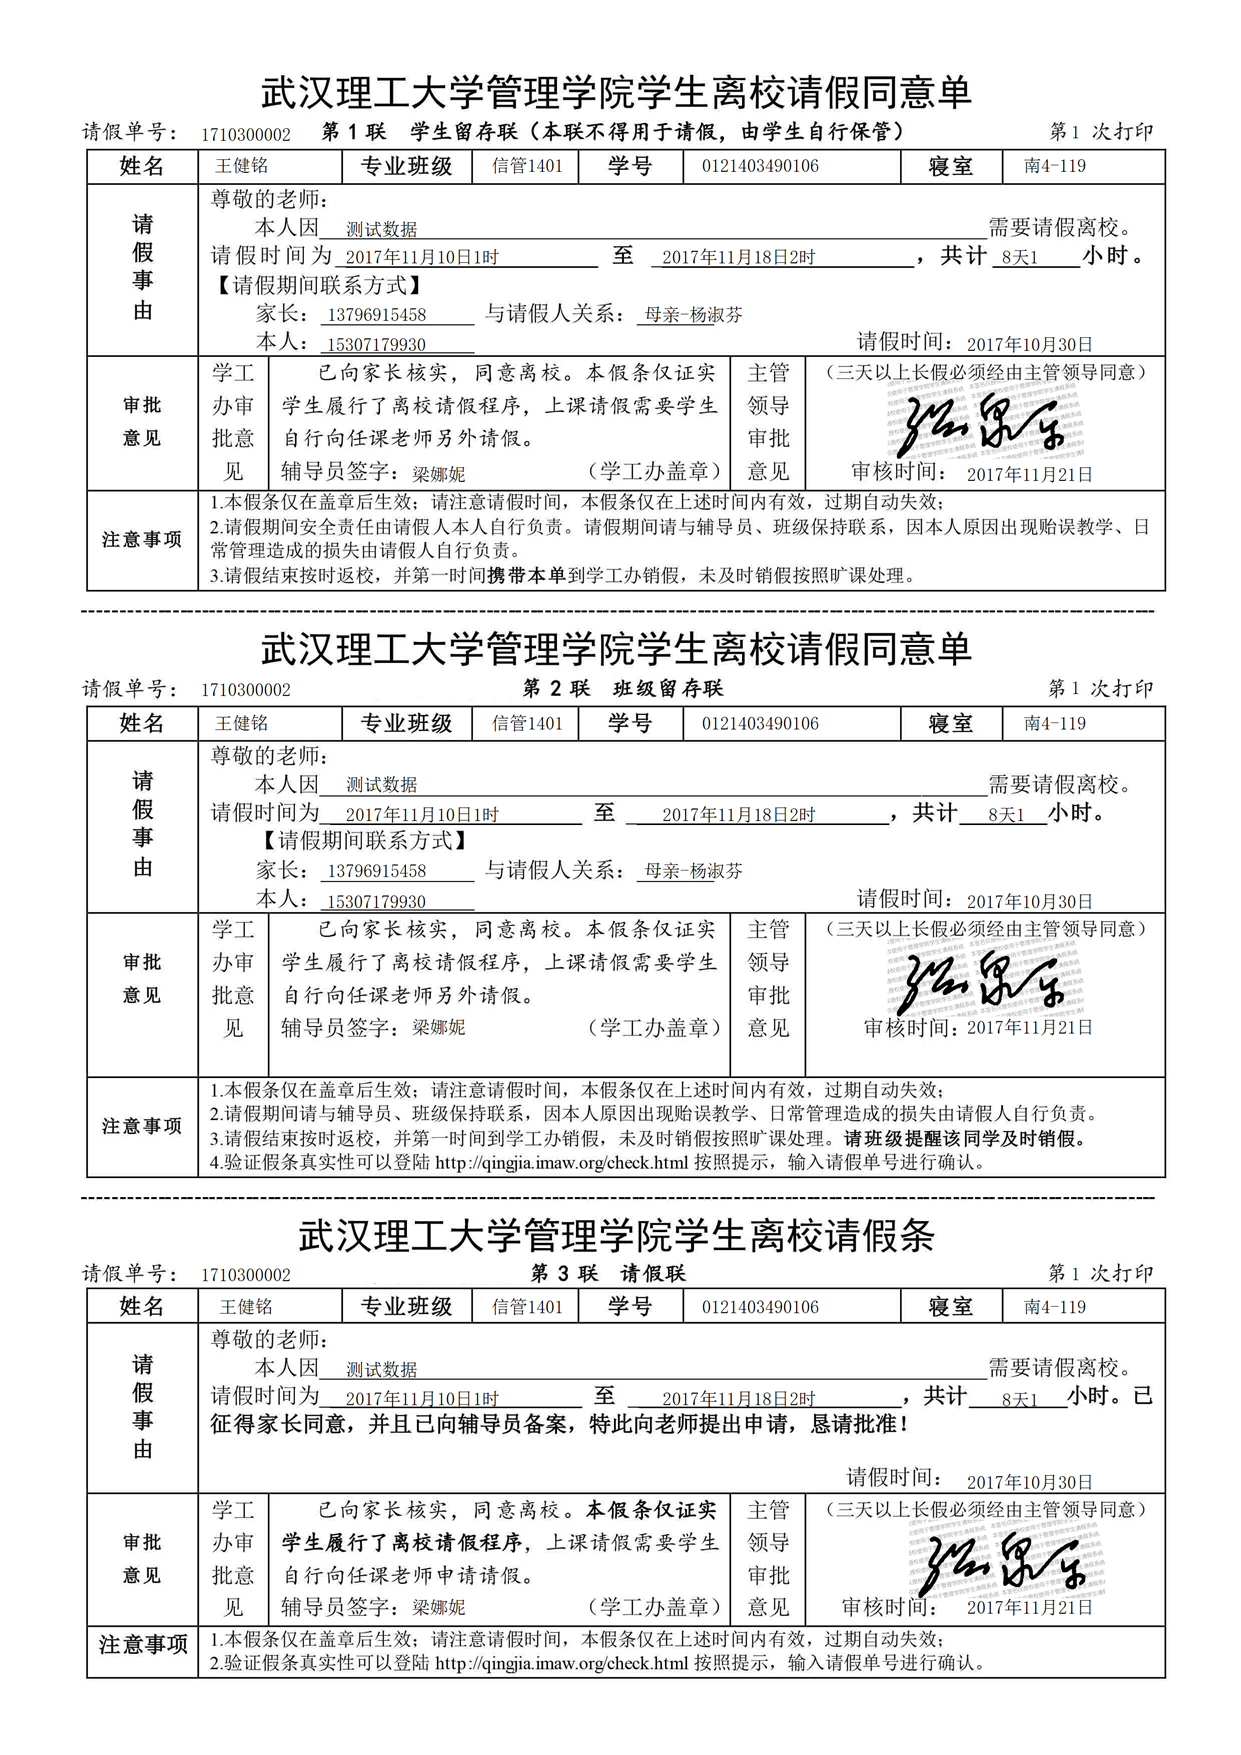 武汉理工大学管理学院学生离校请假同意单
请假单号： 1710300002 第 1 联 学生留存联（本联不得用于请假，由学生自行保管） 第1 次打印
姓名 王健铭 专业班级 信管1401 学号 0121403490106 寝室 南4-119
请假事由
尊敬的老师：
本人因 测试数据 需要请假离校。
请假时间为 2017年11月10日1时 至 2017年11月18日2时 ，共计 8天1 小时。
【请假期间联系方式】
家长： 13796915458 与请假人关系： 母亲-杨淑芬
本人： 15307179930 请假时间： 2017年10月30日
审批意见
学工办审批意见
已向家长核实，同意离校。本假条仅证实
学生履行了离校请假程序，上课请假需要学生
自行向任课老师另外请假。
辅导员签字：梁娜妮 （学工办盖章）
主管领导审批意见
（三天以上长假必须经由主管领导同意）
审核时间： 2017年11月21日
注意事项
1.本假条仅在盖章后生效；请注意请假时间，本假条仅在上述时间内有效，过期自动失效；
2.请假期间安全责任由请假人本人自行负责。请假期间请与辅导员、班级保持联系，因本人原因出现贻误教学、日
常管理造成的损失由请假人自行负责。
3.请假结束按时返校，并第一时间携带本单到学工办销假，未及时销假按照旷课处理。
武汉理工大学管理学院学生离校请假同意单
请假单号： 1710300002 第 2 联 班级留存联 第1 次打印
姓名 王健铭 专业班级 信管1401 学号 0121403490106 寝室 南4-119
请假事由
尊敬的老师：
本人因 测试数据 需要请假离校。
请假时间为 2017年11月10日1时 至 2017年11月18日2时 ，共计 8天1 小时。
【请假期间联系方式】
家长： 13796915458 与请假人关系： 母亲-杨淑芬
本人： 15307179930 请假时间： 2017年10月30日
审批意见
学工办审批意见
已向家长核实，同意离校。本假条仅证实
学生履行了离校请假程序，上课请假需要学生
自行向任课老师另外请假。
辅导员签字：梁娜妮 （学工办盖章）
主管领导审批意见
（三天以上长假必须经由主管领导同意）
审核时间：2017年11月21日
注意事项
1.本假条仅在盖章后生效；请注意请假时间，本假条仅在上述时间内有效，过期自动失效；
2.请假期间请与辅导员、班级保持联系，因本人原因出现贻误教学、日常管理造成的损失由请假人自行负责。
3.请假结束按时返校，并第一时间到学工办销假，未及时销假按照旷课处理。请班级提醒该同学及时销假。
4.验证假条真实性可以登陆 http://qingjia.imaw.org/check.html 按照提示，输入请假单号进行确认。
武汉理工大学管理学院学生离校请假条
请假单号： 1710300002 第 3 联 请假联 第1 次打印
姓名 王健铭 专业班级 信管1401 学号 0121403490106 寝室 南4-119
请假事由
尊敬的老师：
本人因 测试数据 需要请假离校。
请假时间为 2017年11月10日1时 至 2017年11月18日2时 ，共计 8天1 小时。已
征得家长同意，并且已向辅导员备案，特此向老师提出申请，恳请批准！
请假时间： 2017年10月30日
审批意见
学工办审批意见
已向家长核实，同意离校。本假条仅证实
学生履行了离校请假程序，上课请假需要学生
自行向任课老师申请请假。
辅导员签字：梁娜妮 （学工办盖章）
主管领导审批意见
（三天以上长假必须经由主管领导同意）
审核时间： 2017年11月21日
注意事项
1.本假条仅在盖章后生效；请注意请假时间，本假条仅在上述时间内有效，过期自动失效；
2.验证假条真实性可以登陆 http://qingjia.imaw.org/check.html 按照提示，输入请假单号进行确认。